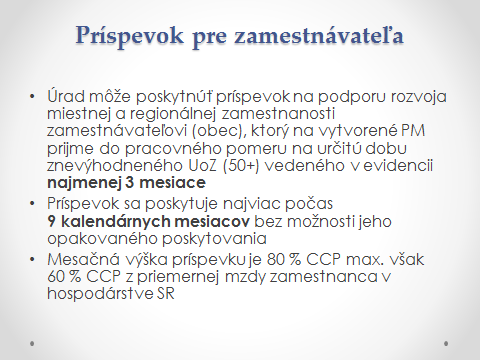 Príspevok pre zamestnávateľa
• Úrad môže poskytnúť príspevok na podporu rozvoja
miestnej a regionálnej zamestnanosti
zamestnávateľovi (obec), ktorý na vytvorené PM
prijme do pracovného pomeru na určitú dobu
znevýhodneného UoZ (50+) vedeného v evidencii
najmenej 3 mesiace
• Príspevok sa poskytuje najviac počas
9 kalendárnych mesiacov bez možnosti jeho
opakovaného poskytovania
• Mesačná výška príspevku je 80 % CCP max. však
60 % CCP z priemernej mzdy zamestnanca v
hospodárstve SR